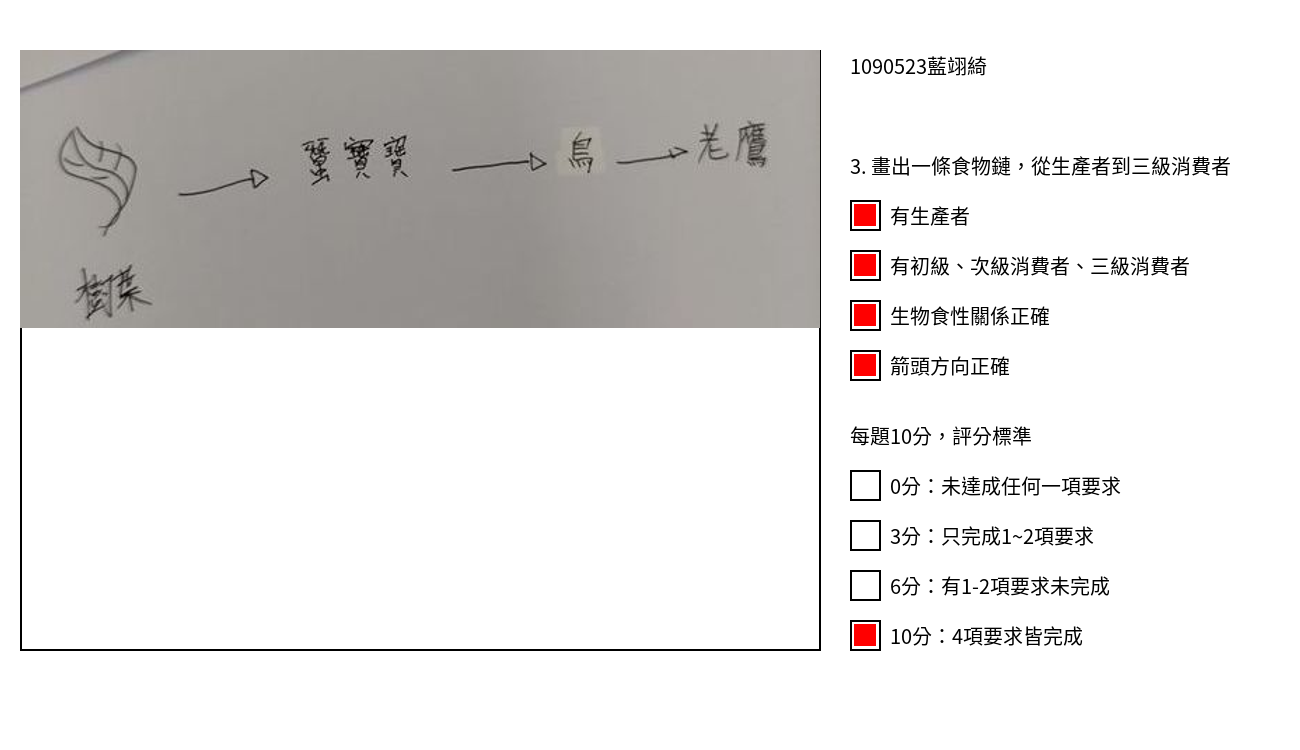 樹葉
蠶寶寶
鳥
老鷹
1090523藍翊綺
3. 畫出一條食物鏈，從生產者到三級消費者
有生產者
有初級、次級消費者、三級消費者
生物食性關係正確
箭頭方向正確
每題10分，評分標準
0分：未達成任何一項要求
3分：只完成1~2項要求
6分：有1-2項要求未完成
10分：4項要求皆完成